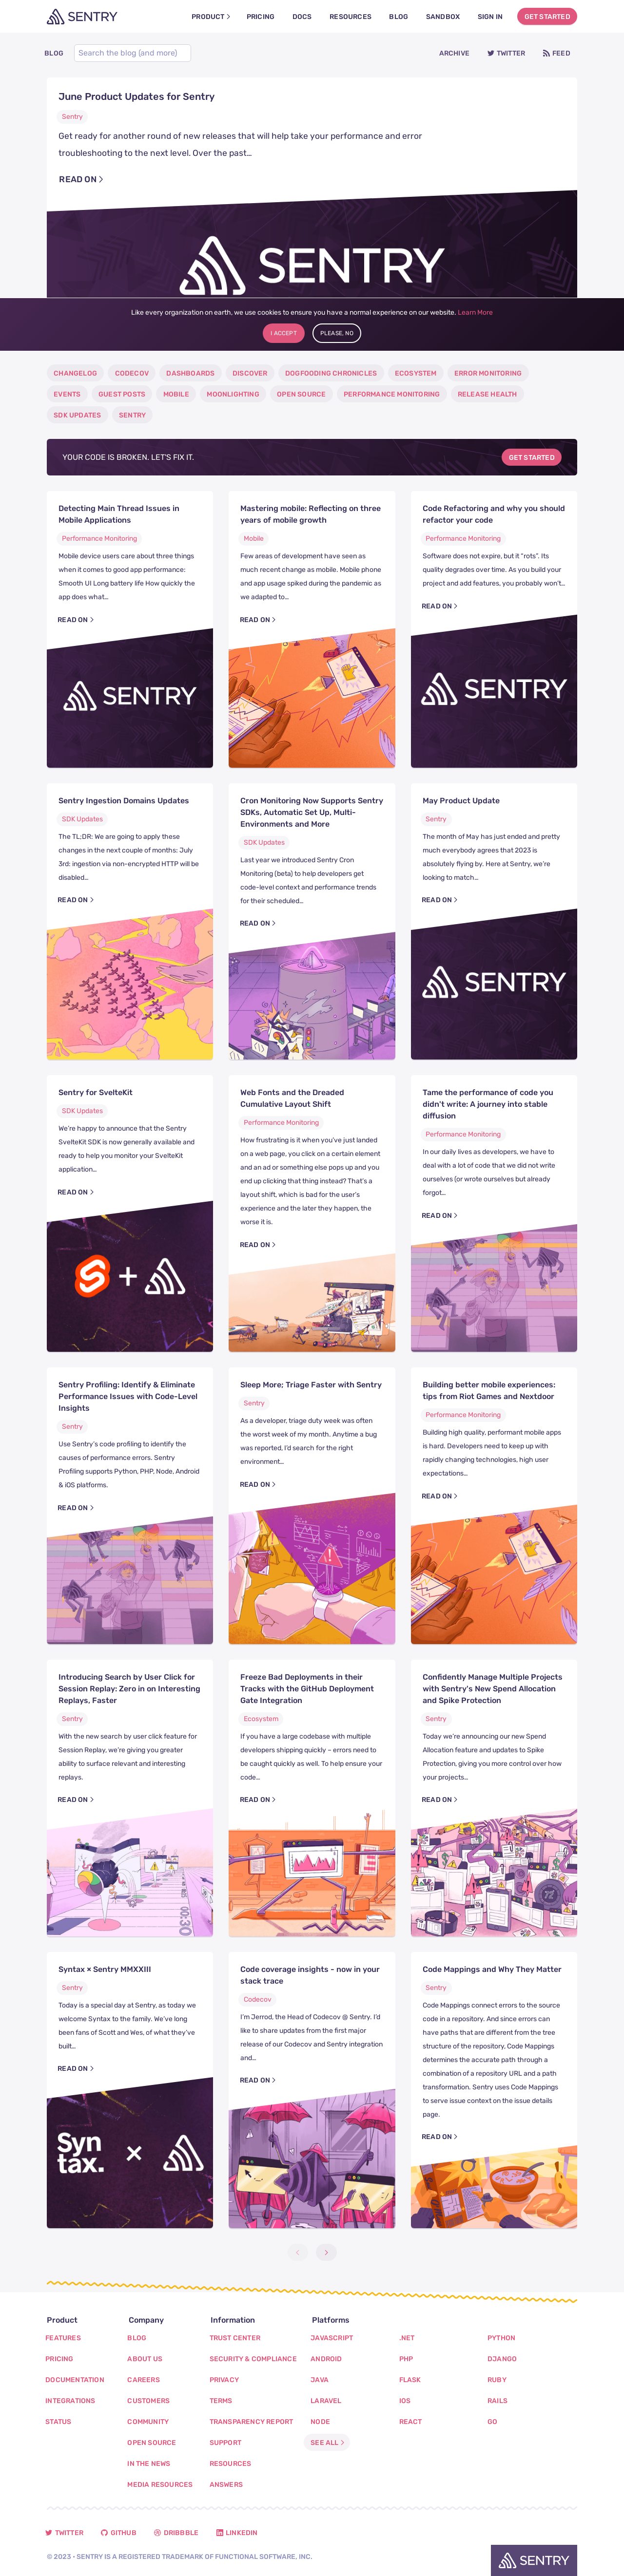 SENTRY
PRODUCT
PRICING
DOCS
RESOURCES
BLOG
SANDBOX
SIGN IN
GET STARTED
BLOG
Search the blog (and more)
ARCHIVE
TWITTER
FEED
June Product Updates for Sentry
Sentry
Get ready for another round of new releases that will help take your performance and error
troubleshooting to the next level. Over the past…
READ ON
SENTRY
Like every organization on earth, we use cookies to ensure you have a normal experience on our website. Learn More
I ACCEPT
PLEASE, NO
CHANGELOG
CODECOV
DASHBOARDS
DISCOVER
DOGFOODING CHRONICLES
ECOSYSTEM
ERROR MONITORING
EVENTS
GUEST POSTS
MOBILE
MOONLIGHTING
OPEN SOURCE
PERFORMANCE MONITORING
RELEASE HEALTH
SDK UPDATES
SENTRY
YOUR CODE IS BROKEN. LET'S FIX IT.
GET STARTED
Detecting Main Thread Issues in
Mobile Applications
Performance Monitoring
Mobile device users care about three things
when it comes to good app performance:
Smooth UI Long battery life How quickly the
app does what…
READ ON
SENTRY
Mastering mobile: Reflecting on three
years of mobile growth
Mobile
Few areas of development have seen as
much recent change as mobile. Mobile phone
and app usage spiked during the pandemic as
we adapted to…
READ ON
Code Refactoring and why you should
refactor your code
Performance Monitoring
Software does not expire, but it "rots". Its
quality degrades over time. As you build your
project and add features, you probably won't…
READ ON
SENTRY
Sentry Ingestion Domains Updates
SDK Updates
The TL;DR: We are going to apply these
changes in the next couple of months: July
3rd: ingestion via non-encrypted HTTP will be
disabled…
READ ON
Cron Monitoring Now Supports Sentry
SDKs, Automatic Set Up, Multi-
Environments and More
SDK Updates
Last year we introduced Sentry Cron
Monitoring (beta) to help developers get
code-level context and performance trends
for their scheduled…
READ ON
May Product Update
Sentry
The month of May has just ended and pretty
much everybody agrees that 2023 is
absolutely flying by. Here at Sentry, we're
looking to match…
READ ON
SENTRY
Sentry for SvelteKit
SDK Updates
We're happy to announce that the Sentry
SvelteKit SDK is now generally available and
ready to help you monitor your SvelteKit
application…
READ ON
+
Web Fonts and the Dreaded
Cumulative Layout Shift
Performance Monitoring
How frustrating is it when you've just landed
on a web page, you click on a certain element
and an ad or something else pops up and you
end up clicking that thing instead? That's a
layout shift, which is bad for the user's
experience and the later they happen, the
worse it is.
READ ON
Tame the performance of code you
didn't write: A journey into stable
diffusion
Performance Monitoring
In our daily lives as developers, we have to
deal with a lot of code that we did not write
ourselves (or wrote ourselves but already
forgot…
READ ON
Sentry Profiling: Identify & Eliminate
Performance Issues with Code-Level
Insights
Sentry
Use Sentry's code profiling to identify the
causes of performance errors. Sentry
Profiling supports Python, PHP, Node, Android
& iOS platforms.
READ ON
Sleep More; Triage Faster with Sentry
Sentry
As a developer, triage duty week was often
the worst week of my month. Anytime a bug
was reported, I'd search for the right
environment…
READ ON
Building better mobile experiences:
tips from Riot Games and Nextdoor
Performance Monitoring
Building high quality, performant mobile apps
is hard. Developers need to keep up with
rapidly changing technologies, high user
expectations…
READ ON
Introducing Search by User Click for
Session Replay: Zero in on Interesting
Replays, Faster
Sentry
With the new search by user click feature for
Session Replay, we're giving you greater
ability to surface relevant and interesting
replays.
READ ON
Freeze Bad Deployments in their
Tracks with the GitHub Deployment
Gate Integration
Ecosystem
If you have a large codebase with multiple
developers shipping quickly – errors need to
be caught quickly as well. To help ensure your
code…
READ ON
Confidently Manage Multiple Projects
with Sentry's New Spend Allocation
and Spike Protection
Sentry
Today we're announcing our new Spend
Allocation feature and updates to Spike
Protection, giving you more control over how
your projects…
READ ON
Syntax × Sentry MMXXIII
Sentry
Today is a special day at Sentry, as today we
welcome Syntax to the family. We've long
been fans of Scott and Wes, of what they've
built…
READ ON
Syntax. ×
Code coverage insights - now in your
stack trace
Codecov
I'm Jerrod, the Head of Codecov @ Sentry. I'd
like to share updates from the first major
release of our Codecov and Sentry integration
and…
READ ON
Code Mappings and Why They Matter
Sentry
Code Mappings connect errors to the source
code in a repository. And since errors can
have paths that are different from the tree
structure of the repository, Code Mappings
determines the accurate path through a
combination of a repository URL and a path
transformation. Sentry uses Code Mappings
to serve issue context on the issue details
page.
READ ON
Product
FEATURES
PRICING
DOCUMENTATION
INTEGRATIONS
STATUS
Company
BLOG
ABOUT US
CAREERS
CUSTOMERS
COMMUNITY
OPEN SOURCE
IN THE NEWS
MEDIA RESOURCES
Information
TRUST CENTER
SECURITY & COMPLIANCE
PRIVACY
TERMS
TRANSPARENCY REPORT
SUPPORT
RESOURCES
ANSWERS
Platforms
JAVASCRIPT
ANDROID
JAVA
LARAVEL
NODE
SEE ALL
.NET
PHP
FLASK
IOS
REACT
PYTHON
DJANGO
RUBY
RAILS
GO
TWITTER
GITHUB
DRIBBBLE
LINKEDIN
© 2023 • SENTRY IS A REGISTERED TRADEMARK OF FUNCTIONAL SOFTWARE, INC.
SENTRY